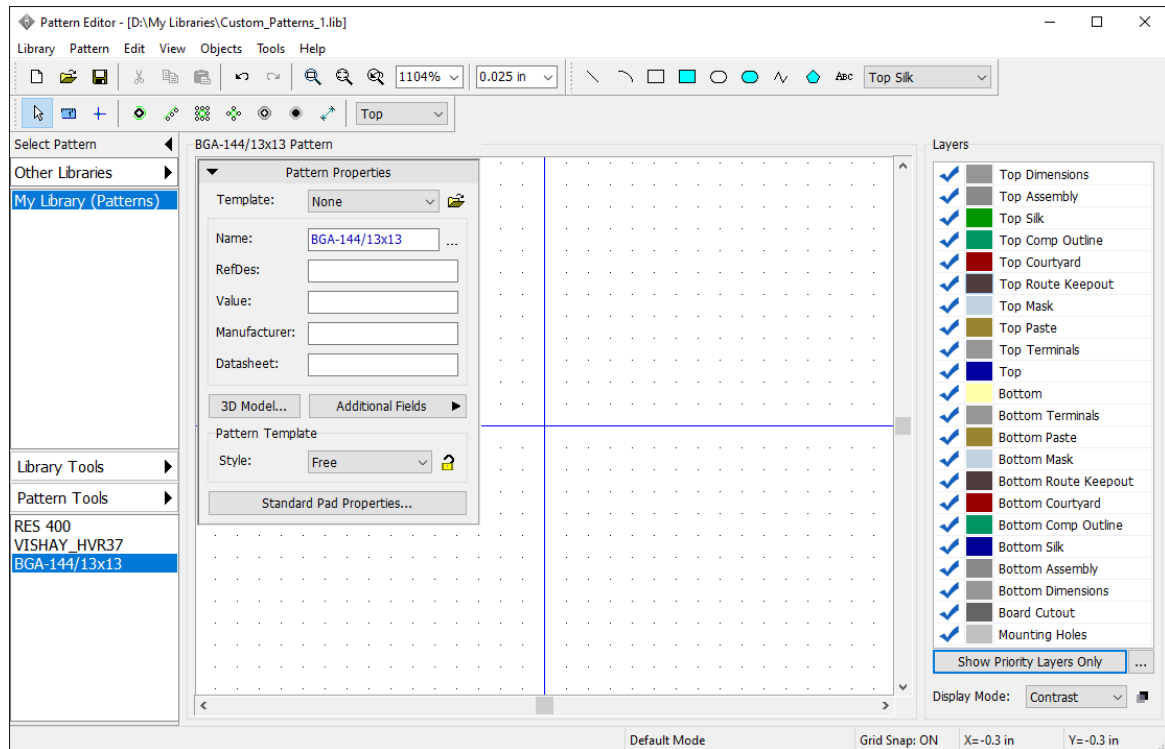 Pattern Editor - [D:\My Libraries\Custom_Patterns_1.lib]
Library Pattern Edit View Objects Tools Help
1104% 0.025 in ABC Top Silk
Top
Select Pattern
Other Libraries
My Library (Patterns)
Library Tools
Pattern Tools
RES 400
VISHAY_HVR37
BGA-144/13x13
BGA-144/13x13 Pattern
Pattern Properties
Template: None
Name: BGA-144/13x13 ...
RefDes:
Value:
Manufacturer:
Datasheet:
3D Model... Additional Fields
Pattern Template
Style: Free
Standard Pad Properties...
Layers
Top Dimensions
Top Assembly
Top Silk
Top Comp Outline
Top Courtyard
Top Route Keepout
Top Mask
Top Paste
Top Terminals
Top
Bottom
Bottom Terminals
Bottom Paste
Bottom Mask
Bottom Route Keepout
Bottom Courtyard
Bottom Comp Outline
Bottom Silk
Bottom Assembly
Bottom Dimensions
Board Cutout
Mounting Holes
Show Priority Layers Only ...
Display Mode: Contrast
Default Mode Grid Snap: ON X=-0.3 in Y=-0.3 in